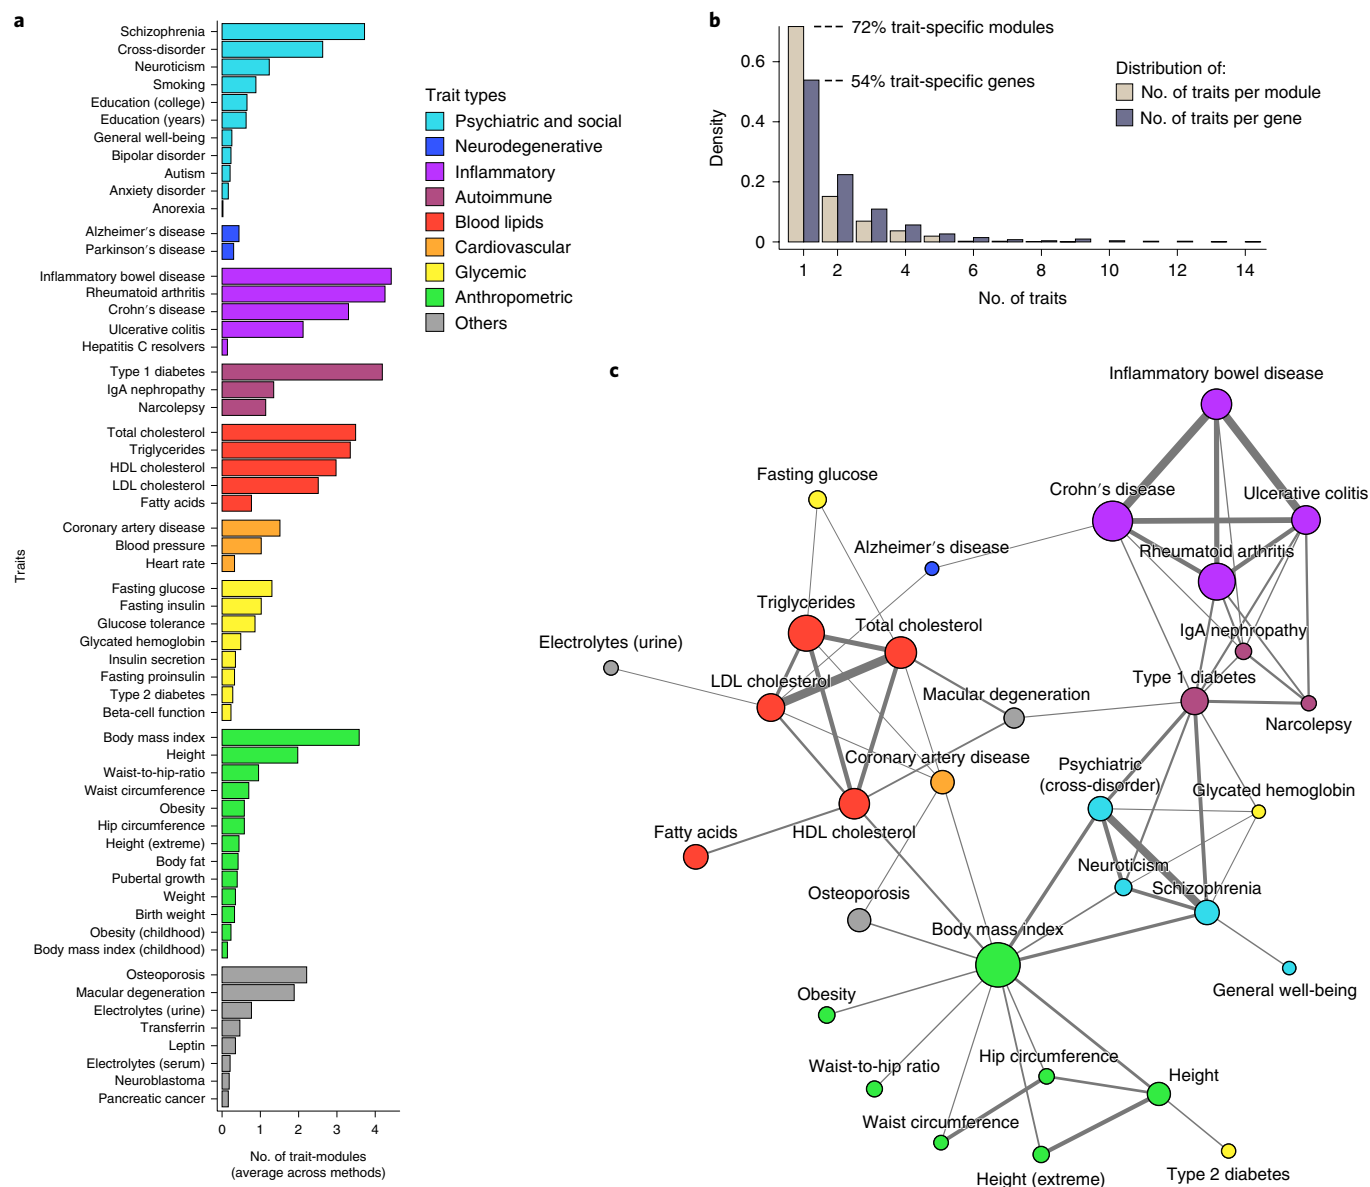 a
Schizophrenia
Cross-disorder
Neuroticism
Smoking
Education (college)
Education (years)
General well-being
Bipolar disorder
Autism
Anxiety disorder
Anorexia
Alzheimer′s disease
Parkinson′s disease
Inflammatory bowel disease
Rheumatoid arthritis
Crohn′s disease
Ulcerative colitis
Hepatitis C resolvers
Type 1 diabetes
IgA nephropathy
Narcolepsy
Total cholesterol
Triglycerides
HDL cholesterol
LDL cholesterol
Fatty acids
Coronary artery disease
Blood pressure
Heart rate
Fasting glucose
Fasting insulin
Glucose tolerance
Glycated hemoglobin
Insulin secretion
Fasting proinsulin
Type 2 diabetes
Beta-cell function
Body mass index
Height
Waist-to-hip-ratio
Waist circumference
Obesity
Hip circumference
Height (extreme)
Body fat
Pubertal growth
Weight
Birth weight
Obesity (childhood)
Body mass index (childhood)
Osteoporosis
Macular degeneration
Electrolytes (urine)
Transferrin
Leptin
Electrolytes (serum)
Neuroblastoma
Pancreatic cancer
Traits
0 1 2 3 4
No. of trait-modules
(average across methods)
Trait types
Psychiatric and social
Neurodegenerative
Inflammatory
Autoimmune
Blood lipids
Cardiovascular
Glycemic
Anthropometric
Others
b
72% trait-specific modules
54% trait-specific genes
Distribution of:
No. of traits per module
No. of traits per gene
Density
0.6
0.4
0.2
0
1 2 4 6 8 10 12 14
No. of traits
c
Inflammatory bowel disease
Fasting glucose
Crohn′s disease
Ulcerative colitis
Alzheimer′s disease
Rheumatoid arthritis
Triglycerides
Total cholesterol
IgA nephropathy
Electrolytes (urine)
LDL cholesterol
Type 1 diabetes
Macular degeneration
Narcolepsy
Coronary artery disease
Psychiatric
(cross-disorder)
Glycated hemoglobin
Fatty acids
HDL cholesterol
Neuroticism
Schizophrenia
Osteoporosis
Body mass index
General well-being
Obesity
Hip circumference
Waist-to-hip ratio
Height
Waist circumference
Height (extreme)
Type 2 diabetes